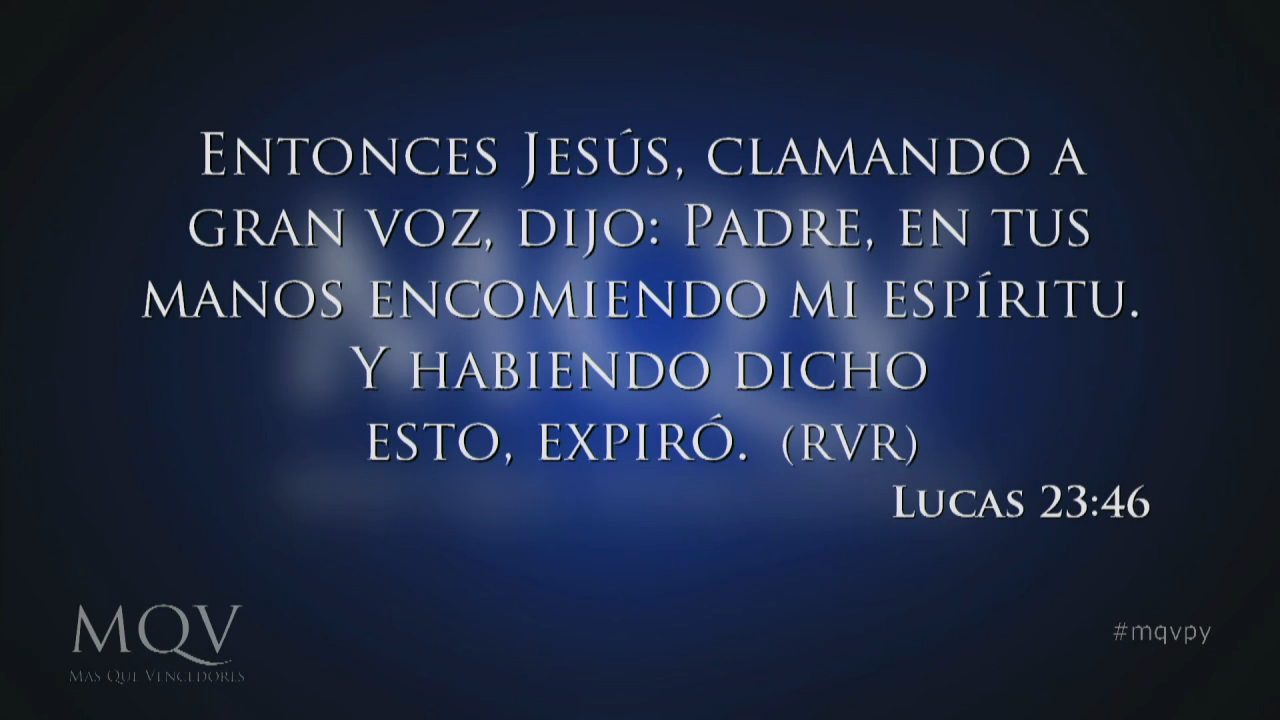 Entonces Jesús, clamando a
gran voz, dijo: Padre, en tus
manos encomiendo mi espíritu.
Y habiendo dicho
esto, expiró. (RVR)
Lucas 23:46
MQV
Mas Que Vencedores
#mqvpy